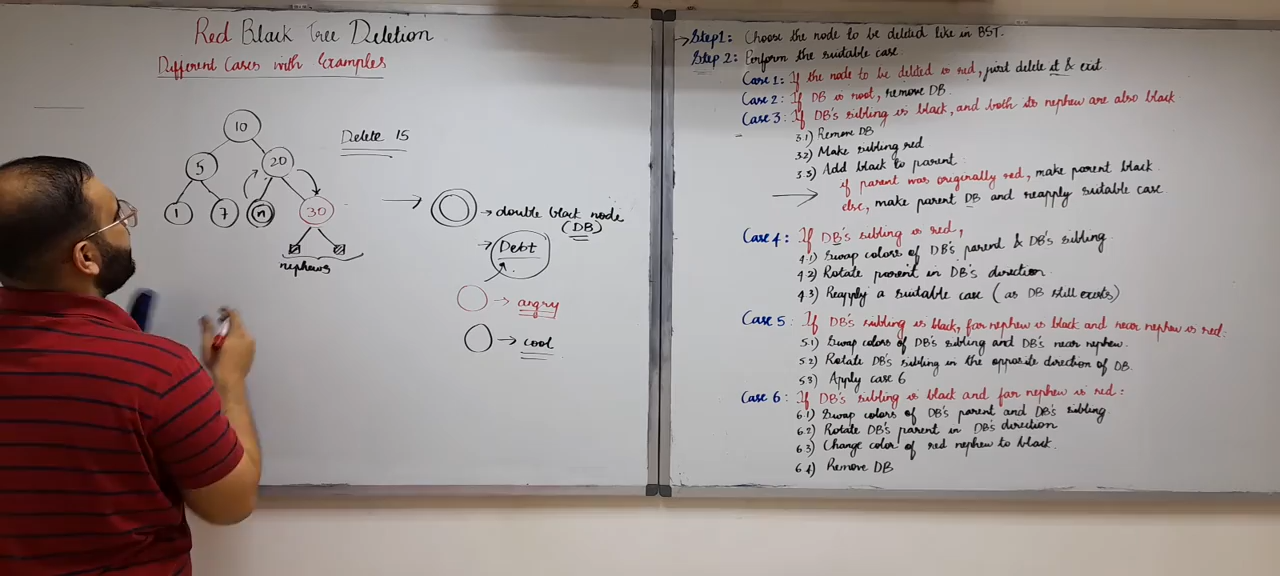 Red Black Tree Deletion
Different Cases with Examples
10
Delete 15
5
20
1
7
n
30
nephews
double black node
(DB)
Debt
angry
cool
Step1: Choose the node to be deleted like in BST.
Step 2: Perform the suitable case.
Case 1: If the node to be deleted is red, just delete it & exit
Case 2: If DB is root, remove DB.
Case 3: If DB's sibling is black, and both its nephew are also black
3.1) Remove DB
3.2) Make sibling red
3.3) Add black to parent.
if parent was originally red, make parent black
else, make parent DB and reapply suitable case.
Case 4: If DB's sibling is red,
4.1) Swap colors of DB's parent & DB's sibling.
4.2) Rotate parent in DB's direction.
4.3) Reapply a suitable case (as DB still exists)
Case 5: If DB's sibling is black, far nephew is black and near nephew is red:
5.1) Swap colors of DB's sibling and DB's near nephew.
5.2) Rotate DB's sibling in the opposite direction of DB.
5.3) Apply case 6
Case 6: If DB's sibling is black and far nephew is red:
6.1) Swap colors of DB's parent and DB's sibling.
6.2) Rotate DB's parent in DB's direction
6.3) Change color of red nephew to black.
6.4) Remove DB